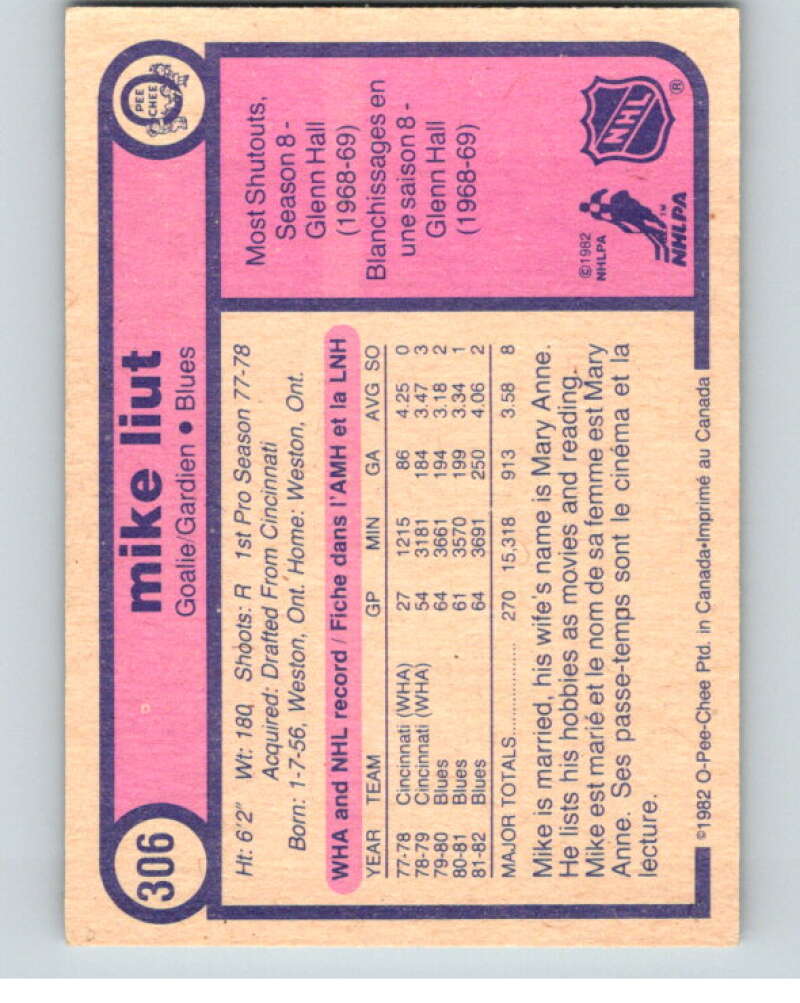 306
mike liut
Goalie/Gardien • Blues
O
PEE
CHEE
Ht: 6'2" Wt: 180 Shoots: R 1st Pro Season 77-78
Acquired: Drafted From Cincinnati
Born: 1-7-56, Weston, Ont. Home: Weston, Ont.
WHA and NHL record / Fiche dans l'AMH et la LNH
YEAR TEAM GP MIN GA AVG SO
77-78 Cincinnati (WHA) 27 1215 86 4.25 0
78-79 Cincinnati (WHA) 54 3181 184 3.47 3
79-80 Blues 64 3661 194 3.18 2
80-81 Blues 61 3570 199 3.34 1
81-82 Blues 64 3691 250 4.06 2
MAJOR TOTALS.................. 270 15,318 913 3.58 8
Mike is married, his wife's name is Mary Anne.
He lists his hobbies as movies and reading.
Mike est marié et le nom de sa femme est Mary
Anne. Ses passe-temps sont le cinéma et la
lecture.
Most Shutouts,
Season 8 -
Glenn Hall
(1968-69)
Blanchissages en
une saison 8 -
Glenn Hall
(1968-69)
©1982
NHLPA
NHLPA
TM
NHL
®
©1982 O-Pee-Chee Ptd. in Canada•Imprimé au Canada